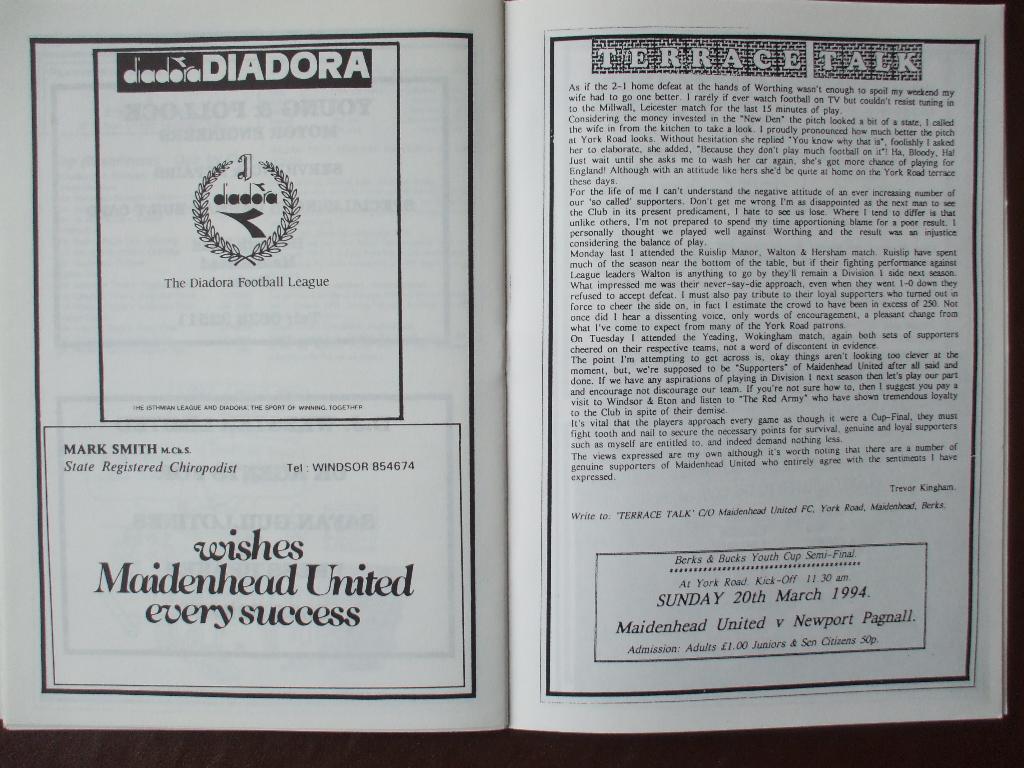 diadora DIADORA
diadora
The Diadora Football League
THE ISTHMIAN LEAGUE AND DIADORA, THE SPORT OF WINNING, TOGETHER
MARK SMITH M.Ch.S.
State Registered Chiropodist Tel : WINDSOR 854674
wishes
Maidenhead United
every success
TERRACE TALK
As if the 2-1 home defeat at the hands of Worthing wasn't enough to spoil my weekend my
wife had to go one better. I rarely if ever watch football on TV but couldn't resist tuning in
to the Millwall, Leicester match for the last 15 minutes of play.
Considering the money invested in the "New Den" the pitch looked a bit of a state, I called
the wife in from the kitchen to take a look. I proudly pronounced how much better the pitch
at York Road looks. Without hesitation she replied "You know why that is", foolishly I asked
her to elaborate, she added, "Because they don't play much football on it"! Ha, Bloody, Ha!
Just wait until she asks me to wash her car again, she's got more chance of playing for
England! Although with an attitude like hers she'd be quite at home on the York Road terrace
these days.
For the life of me I can't understand the negative attitude of an ever increasing number of
our 'so called' supporters. Don't get me wrong I'm as disappointed as the next man to see
the Club in its present predicament, I hate to see us lose. Where I tend to differ is that
unlike others, I'm not prepared to spend my time apportioning blame for a poor result. I
personally thought we played well against Worthing and the result was an injustice
considering the balance of play.
Monday last I attended the Ruislip Manor, Walton & Hersham match. Ruislip have spent
much of the season near the bottom of the table, but if their fighting performance against
League leaders Walton is anything to go by they'll remain a Division 1 side next season.
What impressed me was their never-say-die approach, even when they went 1-0 down they
refused to accept defeat. I must also pay tribute to their loyal supporters who turned out in
force to cheer the side on, in fact I estimate the crowd to have been in excess of 250. Not
once did I hear a dissenting voice, only words of encouragement, a pleasant change from
what I've come to expect from many of the York Road patrons.
On Tuesday I attended the Yeading, Wokingham match, again both sets of supporters
cheered on their respective teams, not a word of discontent in evidence.
The point I'm attempting to get across is, okay things aren't looking too clever at the
moment, but, we're supposed to be "Supporters" of Maidenhead United after all said and
done. If we have any aspirations of playing in Division 1 next season then let's play our part
and encourage not discourage our team. If you're not sure how to, then I suggest you pay a
visit to Windsor & Eton and listen to "The Red Army" who have shown tremendous loyalty
to the Club in spite of their demise.
It's vital that the players approach every game as though it were a Cup-Final, they must
fight tooth and nail to secure the necessary points for survival, genuine and loyal supporters
such as myself are entitled to, and indeed demand nothing less.
The views expressed are my own although it's worth noting that there are a number of
genuine supporters of Maidenhead United who entirely agree with the sentiments I have
expressed.
Trevor Kingham.
Write to: 'TERRACE TALK' C/O Maidenhead United FC, York Road, Maidenhead, Berks.
Berks & Bucks Youth Cup Semi-Final.
At York Road. Kick-Off 11.30 am.
SUNDAY 20th March 1994.
Maidenhead United v Newport Pagnall.
Admission: Adults £1.00 Juniors & Sen Citizens 50p.